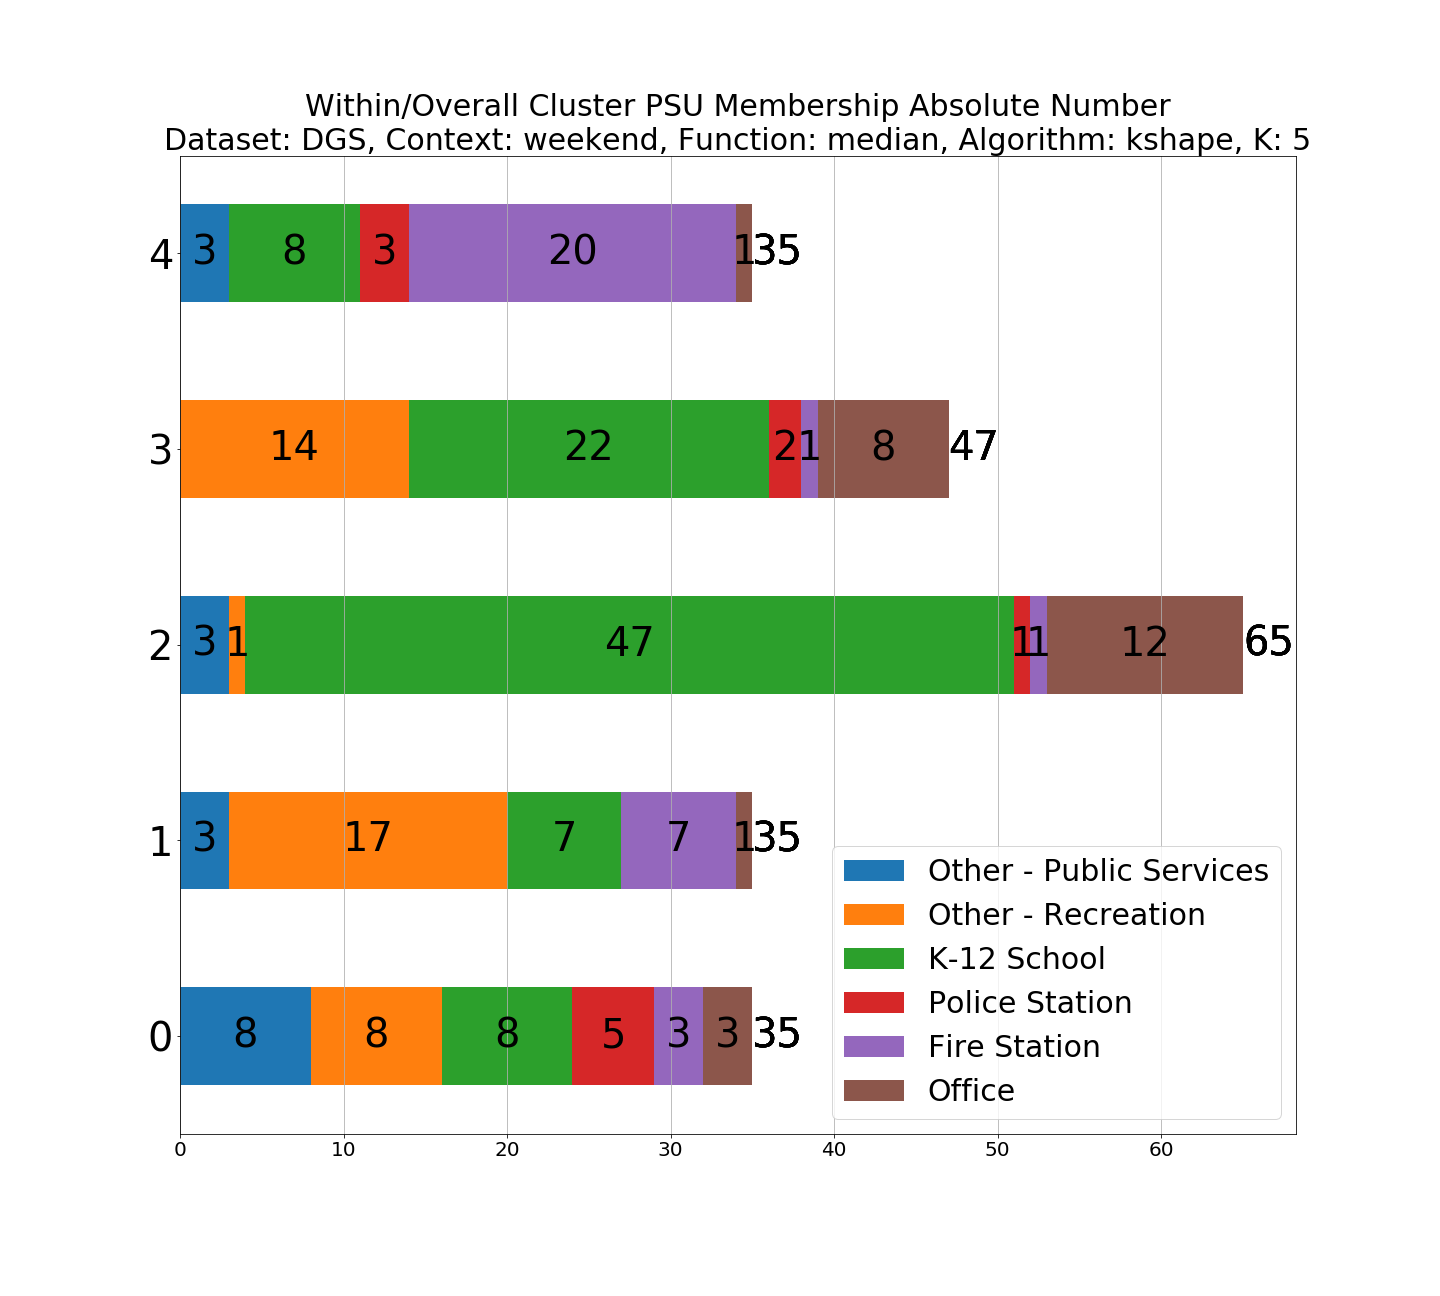 Within/Overall Cluster PSU Membership Absolute Number
Dataset: DGS, Context: weekend, Function: median, Algorithm: kshape, K: 5
4 3 8 3 20 1 35
3 14 22 2 1 8 47
2 3 1 47 1 1 12 65
1 3 17 7 7 1 35
0 8 8 8 5 3 3 35
Other - Public Services
Other - Recreation
K-12 School
Police Station
Fire Station
Office
0 10 20 30 40 50 60